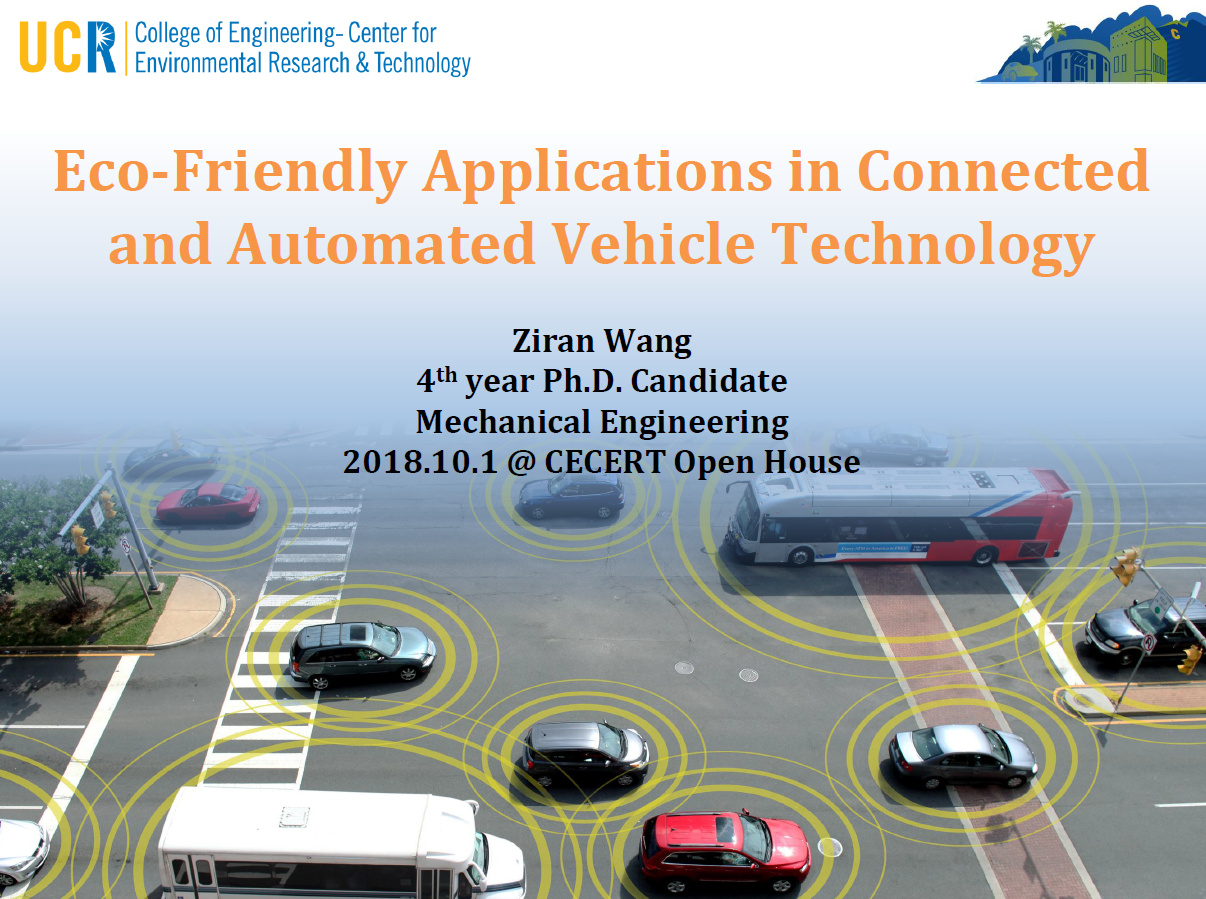 UCR
College of Engineering- Center for
Environmental Research & Technology
C
Eco-Friendly Applications in Connected
and Automated Vehicle Technology
Ziran Wang
4th year Ph.D. Candidate
Mechanical Engineering
2018.10.1 @ CECERT Open House